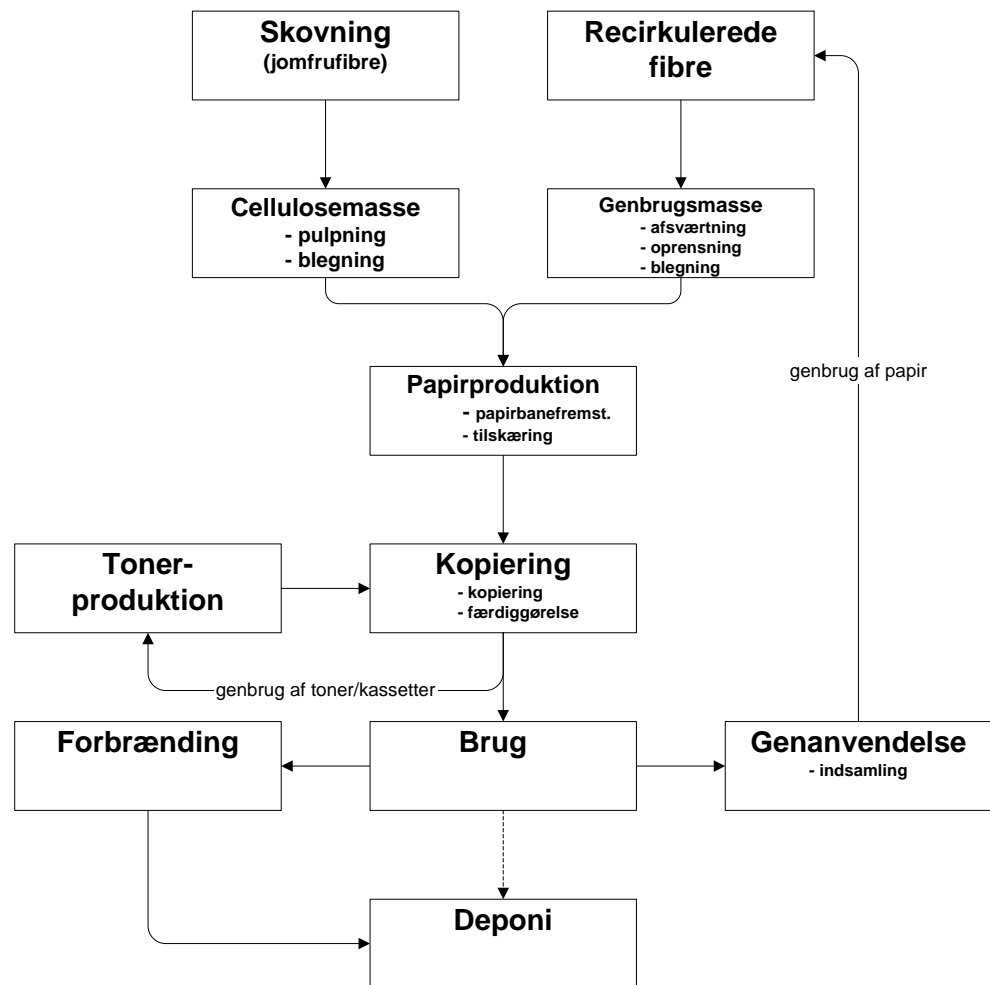 Skovning
(jomfrufibre)
Recirkulerede
fibre
Cellulosemasse
- pulpning
- blegning
Genbrugsmasse
- afsværtning
- oprensning
- blegning
genbrug af papir
Papirproduktion
- papirbanefremst.
- tilskæring
Toner-
produktion
Kopiering
- kopiering
- færdiggørelse
genbrug af toner/kassetter
Forbrænding
Brug
Genanvendelse
- indsamling
Deponi